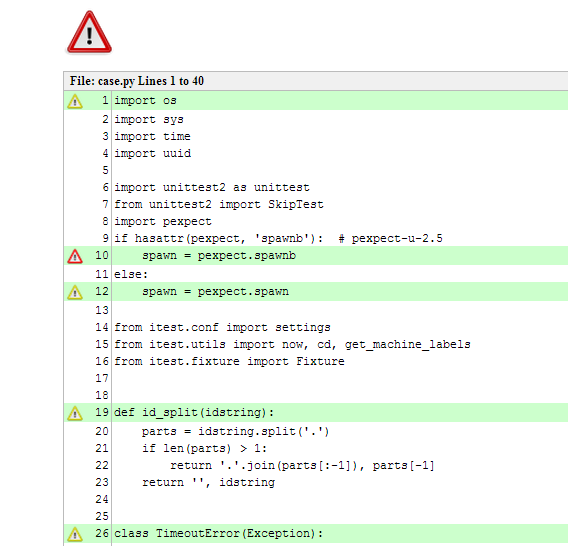 File: case.py Lines 1 to 40
1 import os
2 import sys
3 import time
4 import uuid
5
6 import unittest2 as unittest
7 from unittest2 import SkipTest
8 import pexpect
9 if hasattr(pexpect, 'spawnb'):  # pexpect-u-2.5
10     spawn = pexpect.spawnb
11 else:
12     spawn = pexpect.spawn
13
14 from itest.conf import settings
15 from itest.utils import now, cd, get_machine_labels
16 from itest.fixture import Fixture
17
18
19 def id_split(idstring):
20     parts = idstring.split('.')
21     if len(parts) > 1:
22         return '.'.join(parts[:-1]), parts[-1]
23     return '', idstring
24
25
26 class TimeoutError(Exception):